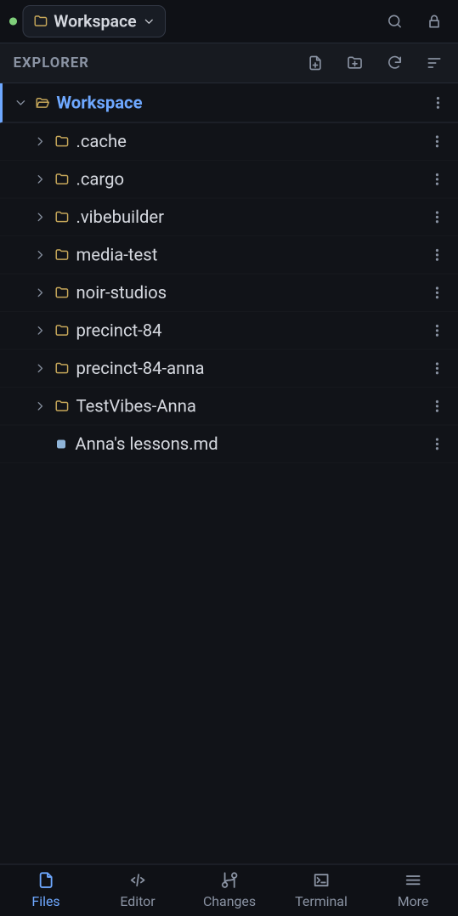 Workspace
EXPLORER
Workspace
.cache
.cargo
.vibebuilder
media-test
noir-studios
precinct-84
precinct-84-anna
TestVibes-Anna
Anna's lessons.md
Files Editor Changes Terminal More